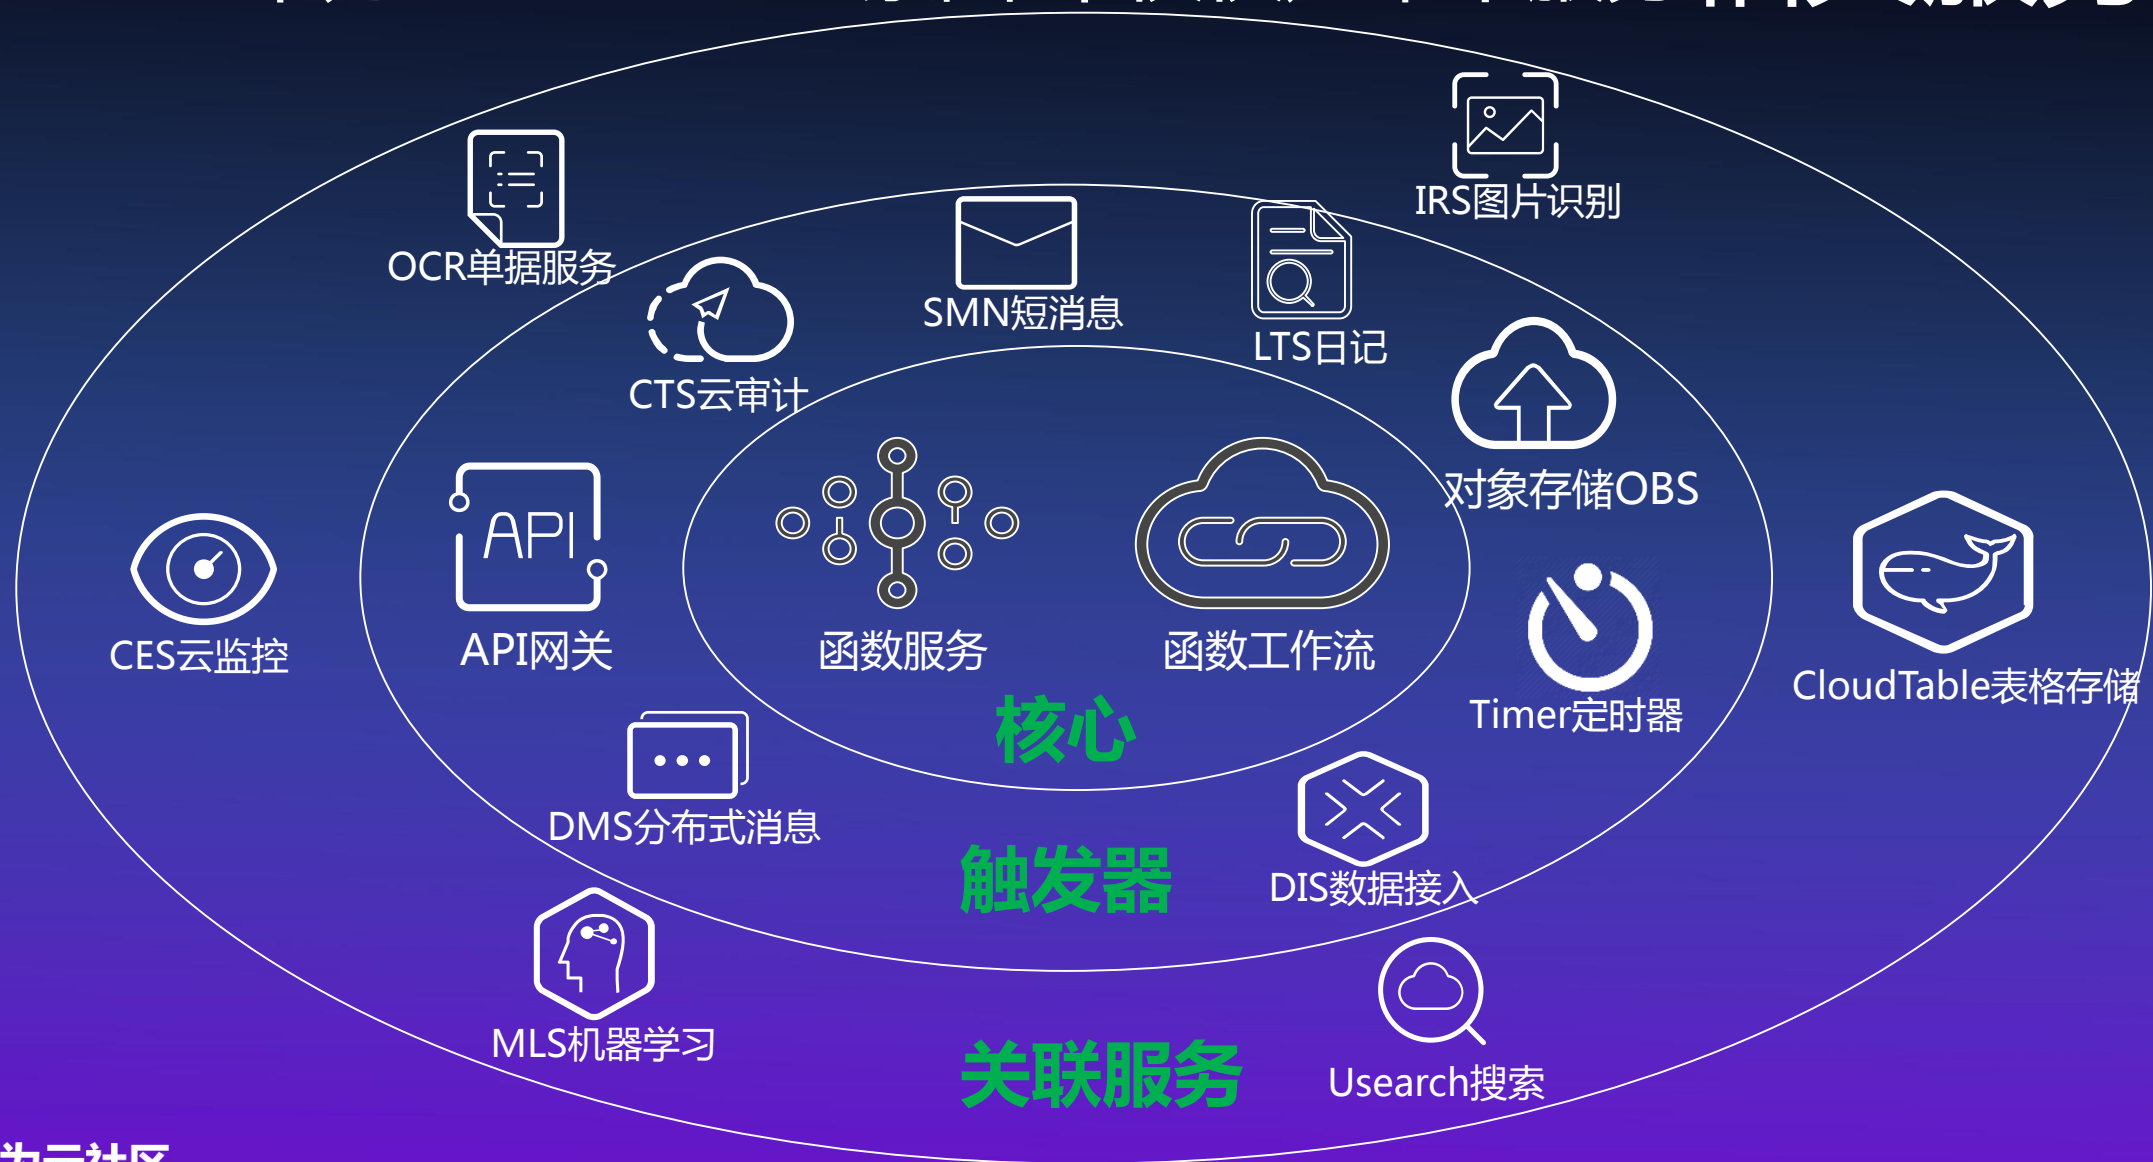 IRS图片识别
OCR单据服务
SMN短消息
LTS日记
CTS云审计
对象存储OBS
API
CES云监控
API网关
函数服务
函数工作流
CloudTable表格存储
Timer定时器
核心
DMS分布式消息
触发器
DIS数据接入
MLS机器学习
关联服务
Usearch搜索
为云社区